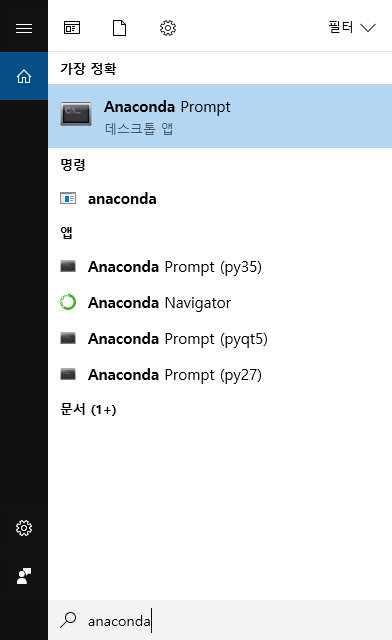 필터
가장 정확
Anaconda Prompt
데스크톱 앱
명령
anaconda
앱
Anaconda Prompt (py35)
Anaconda Navigator
Anaconda Prompt (pyqt5)
Anaconda Prompt (py27)
문서 (1+)
anaconda